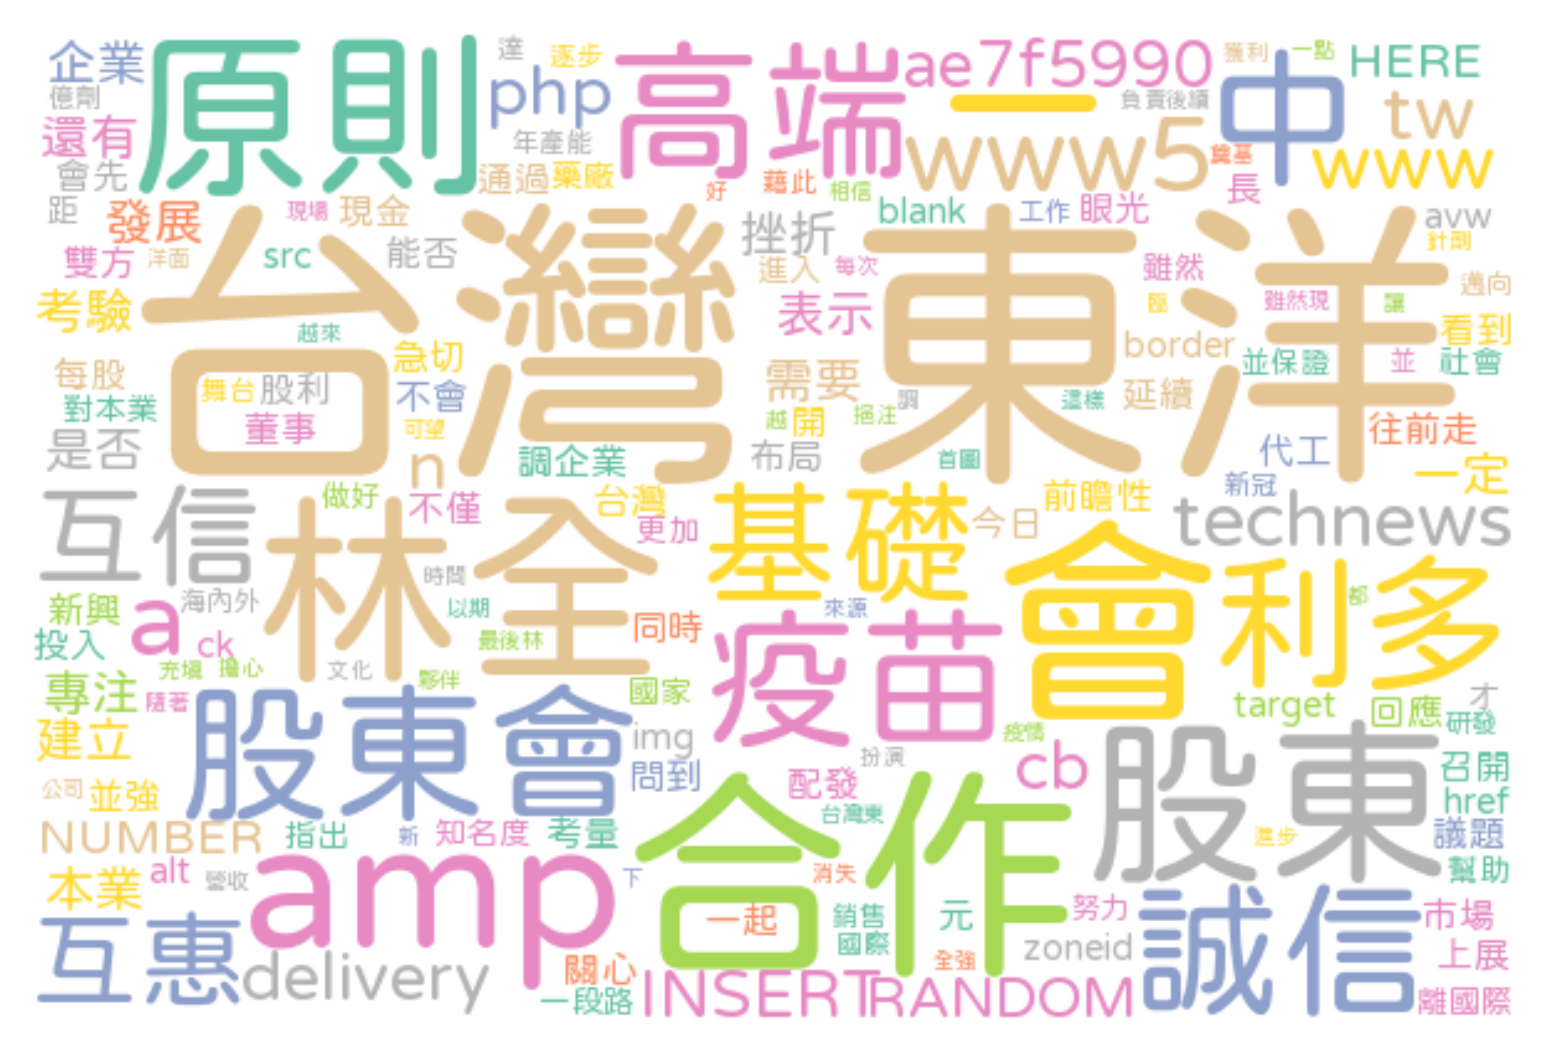 企業
原則
達
逐步
高端
ae7f5990
獲利
一點
HERE
億劑
php
一
負責後續
中
tw
還有
年產能
www5
奠基
www
會先
通過
藥廠
好
藉此
相信
長
距
發展
現場
現金
挫折
blank
工作
眼光
avw
雙方
洋面
src
能否
台灣
東洋
進入
每次
雖然
針劑
考驗
越來
表示
雖然現
讓
邁向
急切
border
看到
每股
舞台
股利
不會
需要
並保證
並
社會
對本業
董事
可望
越
開
挹注
調
這樣
延續
往前走
是否
n
調企業
布局
首圖
代工
一定
互信
做好
不僅
台灣
更加
基礎
今日
前瞻性
新冠
technews
林全
時間
會
利多
新興
a
海內外
以期
同時
來源
都
投入
ck
最後林
疫苗
充填
擔心
文化
夥伴
專注
隨著
國家
target
回應
才
建立
股東會
img
疫情
研發
公司
並強
問到
配發
扮演
cb
股東
召開
href
NUMBER
指出
新
知名度
考量
合作
台灣東
進步
議題
本業
alt
營收
amp
下
消失
幫助
互惠
一起
銷售
元
努力
誠信
市場
國際
delivery
關心
全強
zoneid
上展
一段路
INSERT
RANDOM
離國際